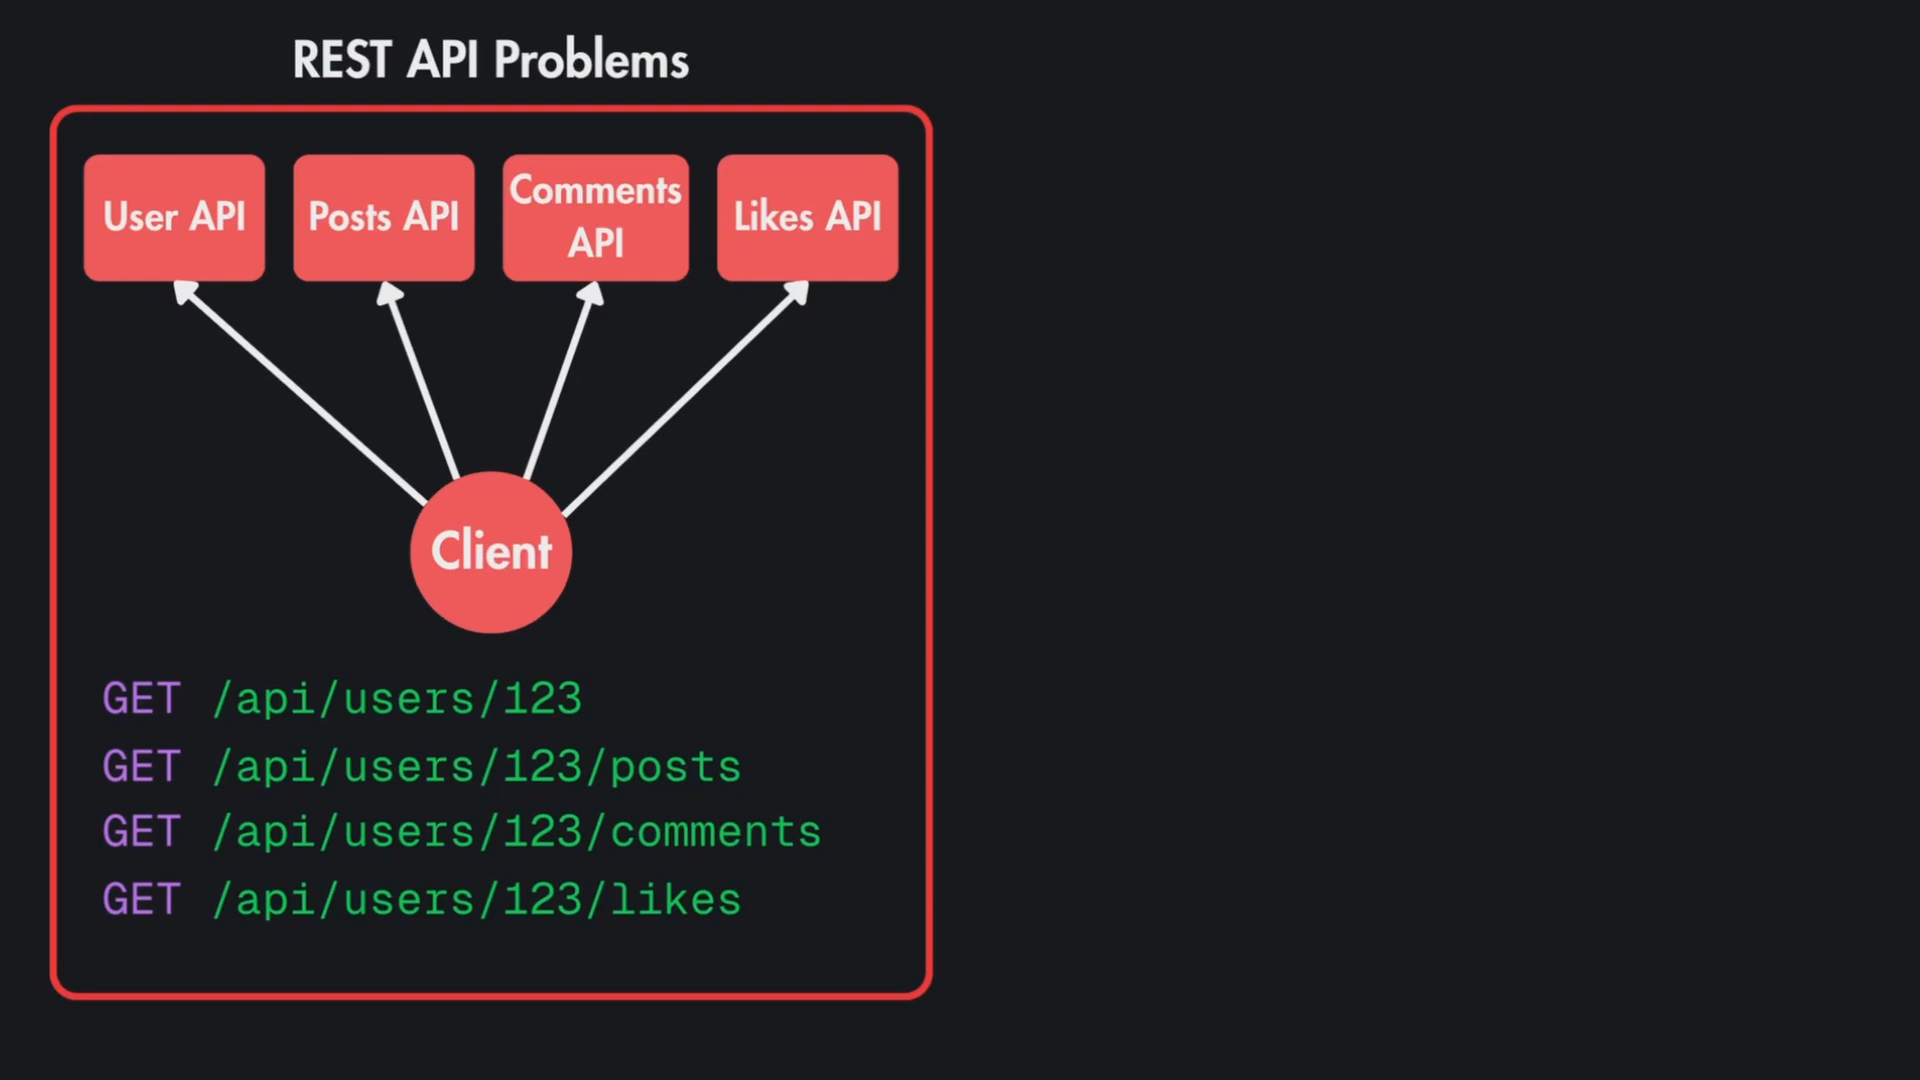 REST API Problems
User API
Posts API
Comments
API
Likes API
Client
GET /api/users/123
GET /api/users/123/posts
GET /api/users/123/comments
GET /api/users/123/likes